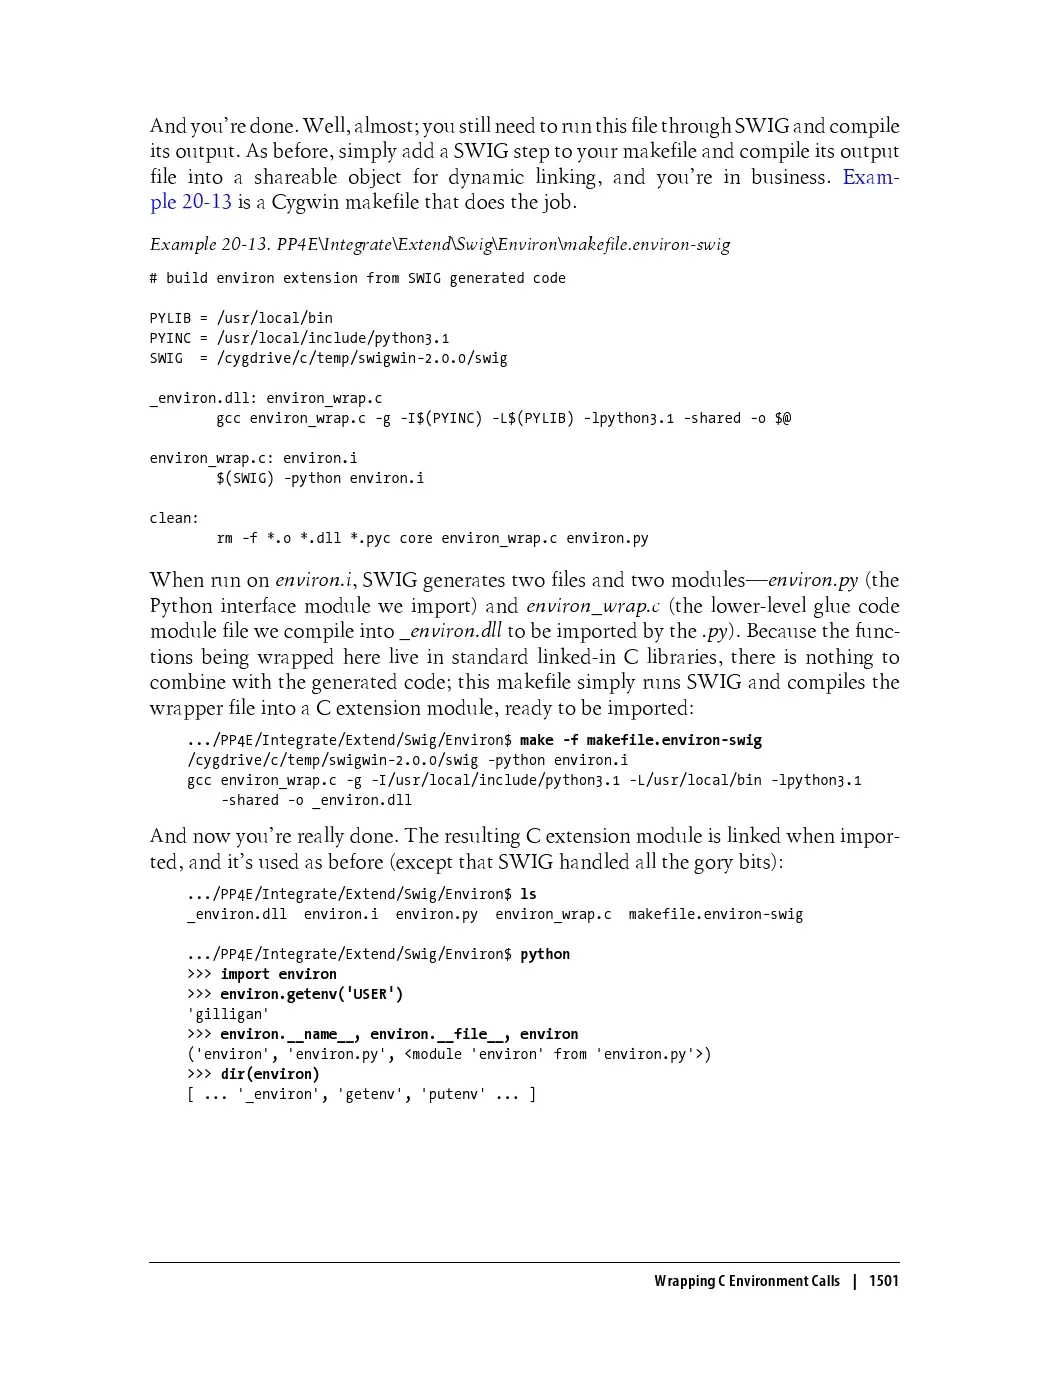 And you're done. Well, almost; you still need to run this file through SWIG and compile
its output. As before, simply add a SWIG step to your makefile and compile its output
file into a shareable object for dynamic linking, and you're in business. Exam-
ple 20-13 is a Cygwin makefile that does the job.
Example 20-13. PP4E\Integrate\Extend\Swig\Environ\makefile.environ-swig
# build environ extension from SWIG generated code
PYLIB = /usr/local/bin
PYINC = /usr/local/include/python3.1
SWIG  = /cygdrive/c/temp/swigwin-2.0.0/swig
_environ.dll: environ_wrap.c
        gcc environ_wrap.c -g -I$(PYINC) -L$(PYLIB) -lpython3.1 -shared -o $@
environ_wrap.c: environ.i
        $(SWIG) -python environ.i
clean:
        rm -f *.o *.dll *.pyc core environ_wrap.c environ.py
When run on environ.i, SWIG generates two files and two modules—environ.py (the
Python interface module we import) and environ_wrap.c (the lower-level glue code
module file we compile into _environ.dll to be imported by the .py). Because the func-
tions being wrapped here live in standard linked-in C libraries, there is nothing to
combine with the generated code; this makefile simply runs SWIG and compiles the
wrapper file into a C extension module, ready to be imported:
.../PP4E/Integrate/Extend/Swig/Environ$ make -f makefile.environ-swig
/cygdrive/c/temp/swigwin-2.0.0/swig -python environ.i
gcc environ_wrap.c -g -I/usr/local/include/python3.1 -L/usr/local/bin -lpython3.1
    -shared -o _environ.dll
And now you're really done. The resulting C extension module is linked when impor-
ted, and it's used as before (except that SWIG handled all the gory bits):
.../PP4E/Integrate/Extend/Swig/Environ$ ls
_environ.dll  environ.i  environ.py  environ_wrap.c  makefile.environ-swig
.../PP4E/Integrate/Extend/Swig/Environ$ python
>>> import environ
>>> environ.getenv('USER')
'gilligan'
>>> environ.__name__, environ.__file__, environ
('environ', 'environ.py', <module 'environ' from 'environ.py'>)
>>> dir(environ)
[ ... '_environ', 'getenv', 'putenv' ... ]
Wrapping C Environment Calls | 1501